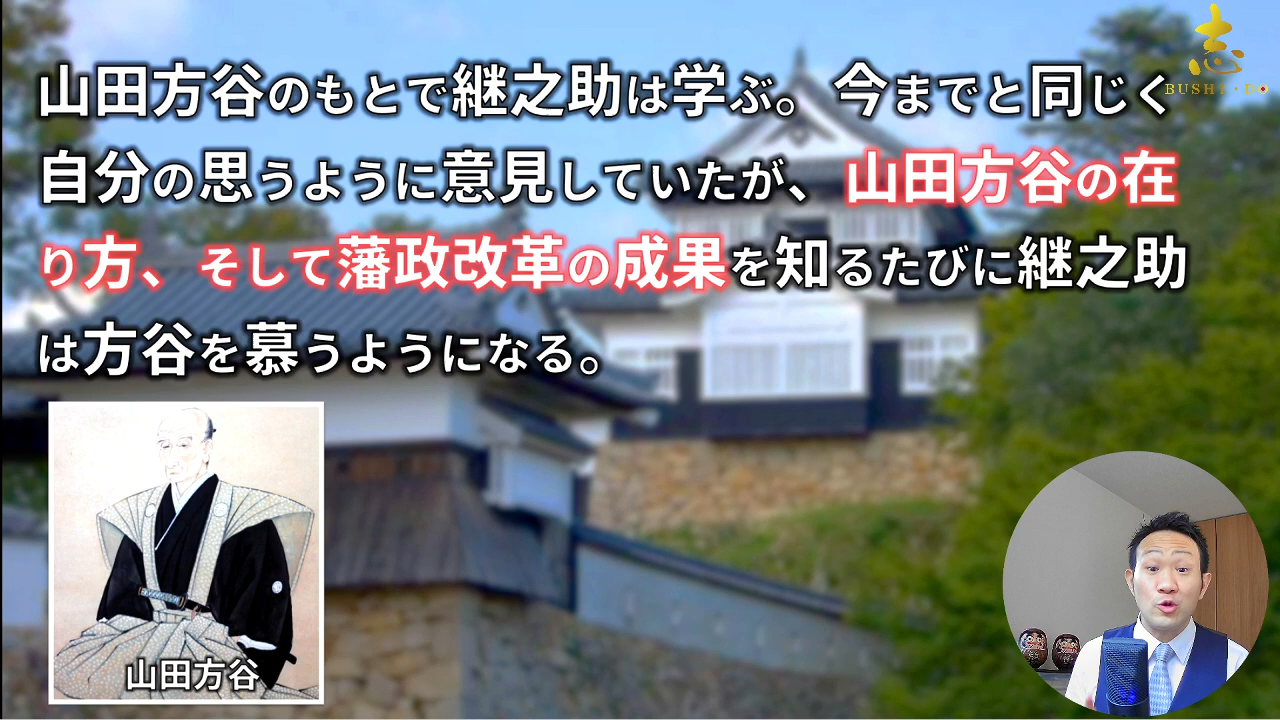 山田方谷のもとで継之助は学ぶ。今までと同じく
自分の思うように意見していたが、山田方谷の在
り方、そして藩政改革の成果を知るたびに継之助
は方谷を慕うようになる。
志
BUSHI・DO
山田方谷